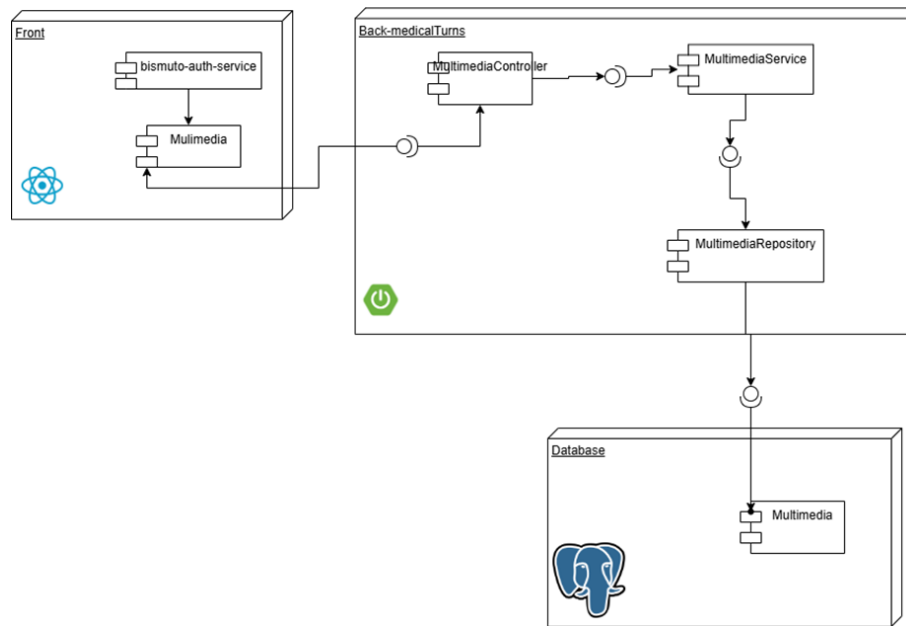 Front
bismuto-auth-service
Mulimedia
Back-medicalTurns
MultimediaController
MultimediaService
MultimediaRepository
Database
Multimedia